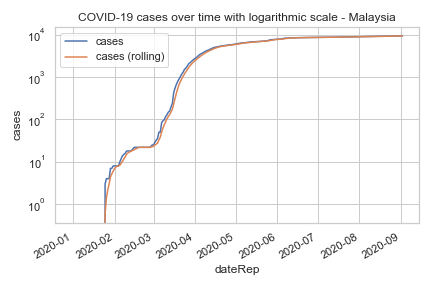 COVID-19 cases over time with logarithmic scale - Malaysia
10⁴
cases
cases (rolling)
10³
10²
10¹
10⁰
cases
2020-01
2020-02
2020-03
2020-04
2020-05
2020-06
2020-07
2020-08
2020-09
dateRep